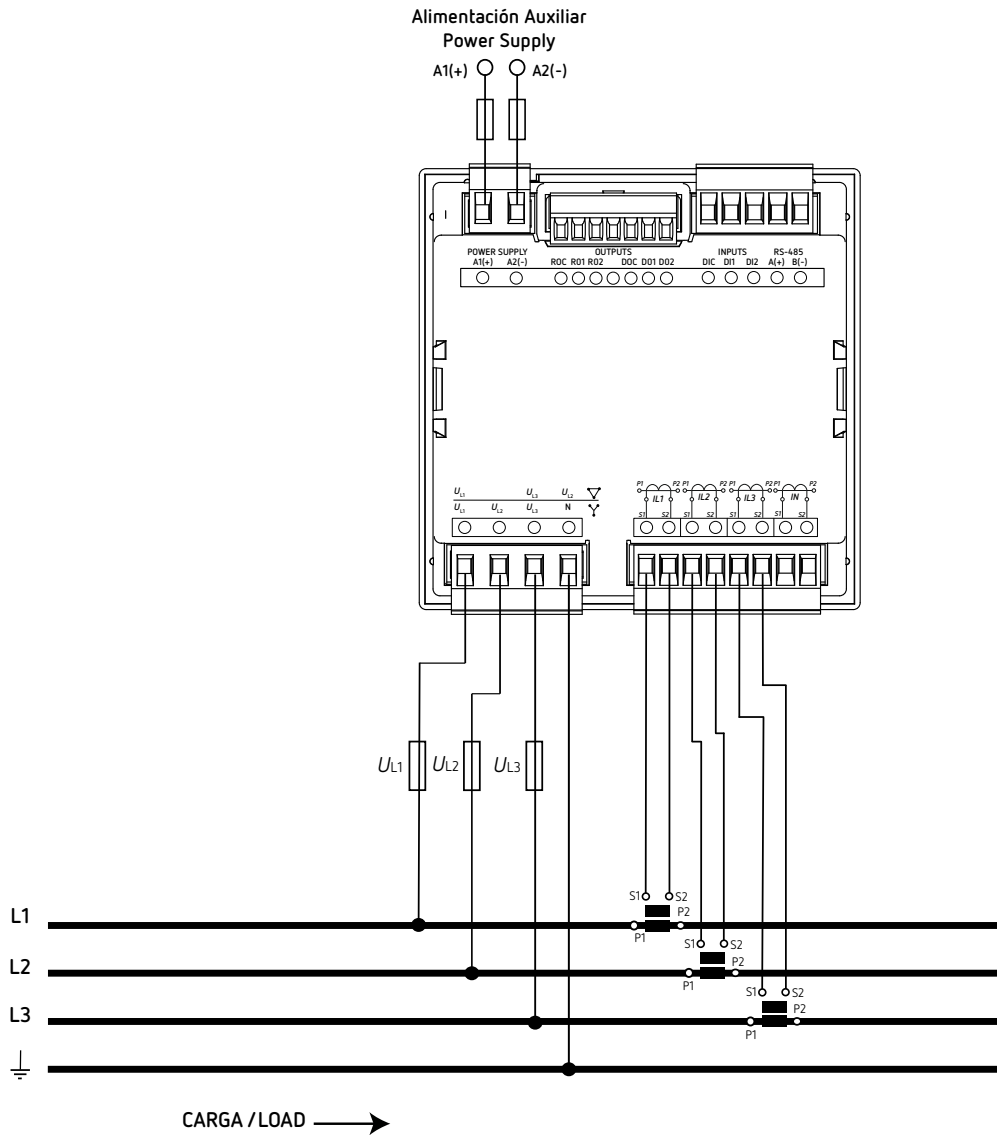 Alimentación Auxiliar
Power Supply
A1(+) A2(-)
POWER SUPPLY OUTPUTS INPUTS RS-485
A1(+) A2(-) ROC RO1 RO2 DOC DO1 DO2 DIC DI1 DI2 A(+) B(-)
P1 P2 P1 P2 P1 P2 P1 P2
IL1 IL2 IL3 IN
UL1 UL3 UL2
UL1 UL2 UL3 N
S1 S2 S1 S2 S1 S2 S1 S2
UL1 UL2 UL3
S1 S2
L1 P2
P1
S1 S2
L2 P2
P1
S1 S2
L3 P2
P1
CARGA / LOAD